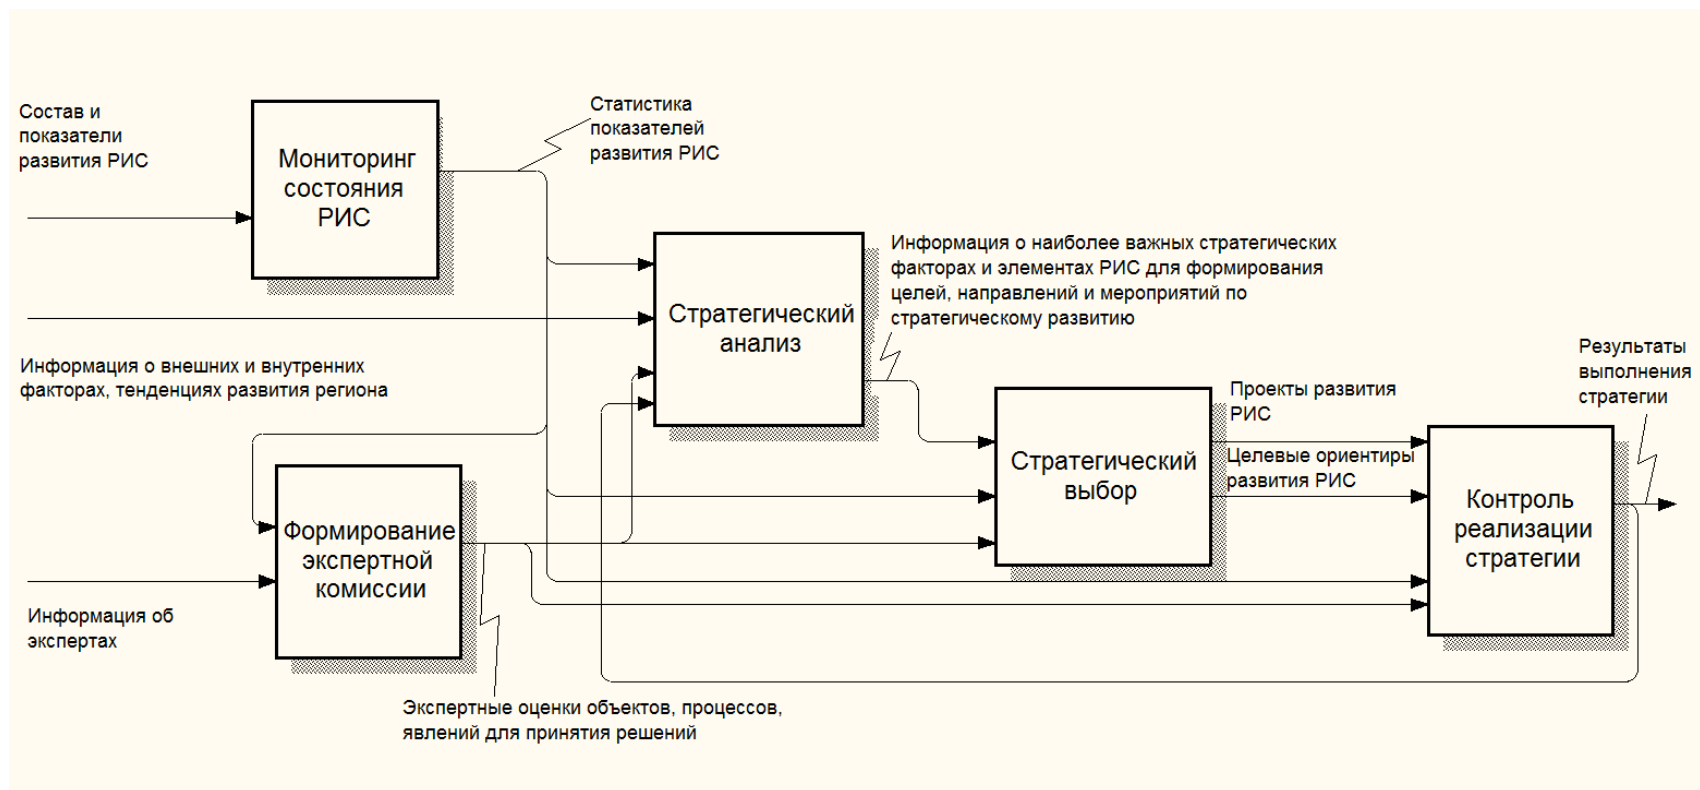 Состав и
показатели
развития РИС
Мониторинг
состояния
РИС
Статистика
показателей
развития РИС
Информация о внешних и внутренних
факторах, тенденциях развития региона
Стратегический
анализ
Информация о наиболее важных стратегических
факторах и элементах РИС для формирования
целей, направлений и мероприятий по
стратегическому развитию
Формирование
экспертной
комиссии
Информация об
экспертах
Экспертные оценки объектов, процессов,
явлений для принятия решений
Стратегический
выбор
Проекты развития
РИС
Целевые ориентиры
развития РИС
Контроль
реализации
стратегии
Результаты
выполнения
стратегии